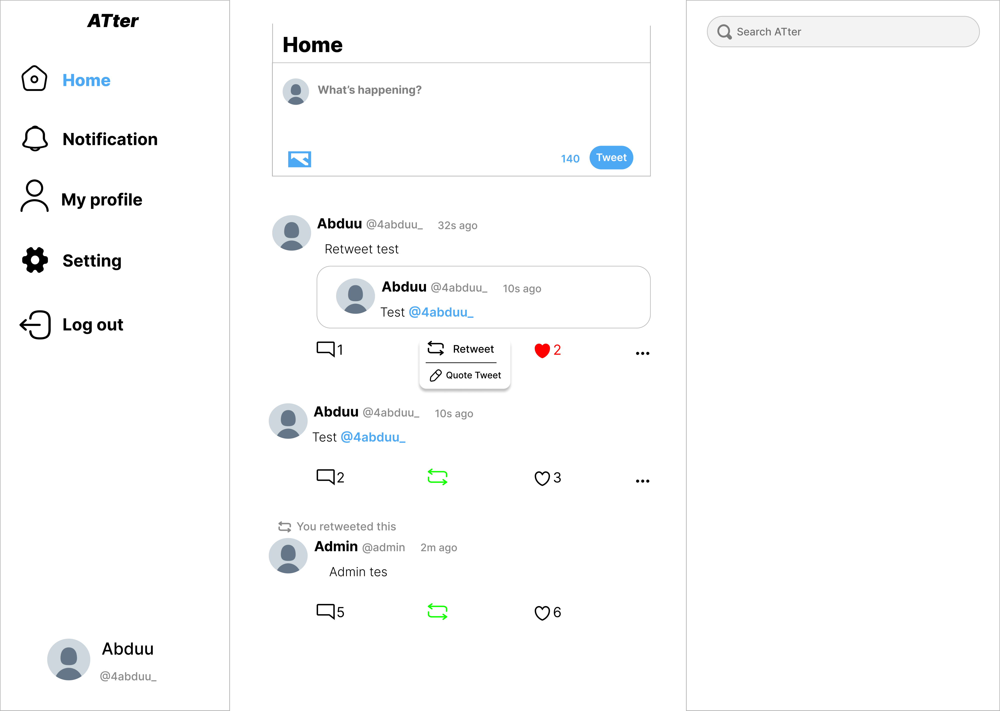 ATter
Home
Notification
My profile
Setting
Log out
Abduu
@4abduu_
Home
What’s happening?
140
Tweet
Abduu @4abduu_ 32s ago
Retweet test
Abduu @4abduu_ 10s ago
Test @4abduu_
1
Retweet
2
Quote Tweet
Abduu @4abduu_ 10s ago
Test @4abduu_
2
3
You retweeted this
Admin @admin 2m ago
Admin tes
5
6
Search ATter